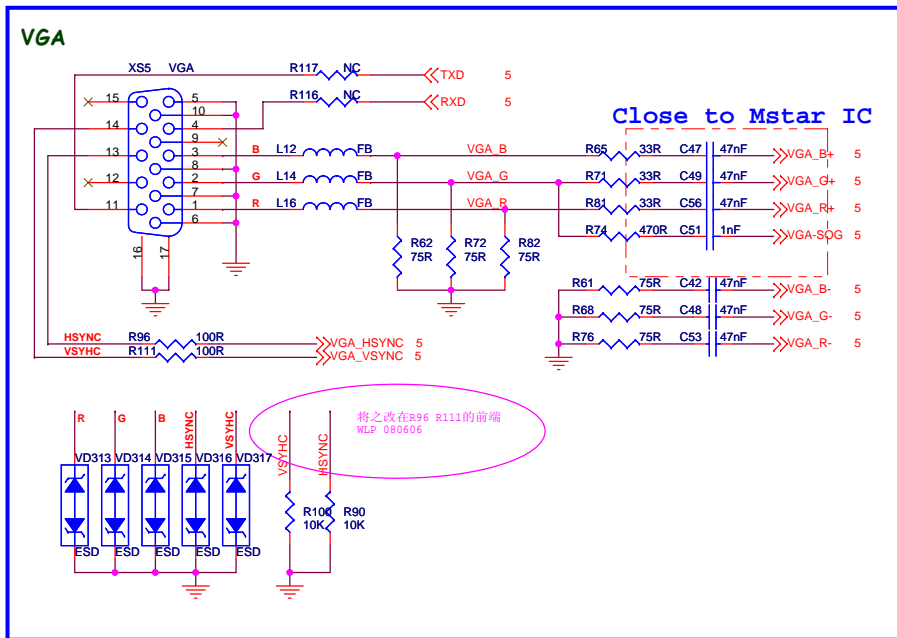 VGA
XS5 VGA
R117 NC TXD 5
R116 NC RXD 5
Close to Mstar IC
15 5
10
14 4
9
13 3
8
12 2
7
11 1
6
16 17
B L12 FB VGA_B R65 33R C47 47nF VGA_B+ 5
G L14 FB VGA_G R71 33R C49 47nF VGA_G+ 5
R L16 FB VGA_R R81 33R C56 47nF VGA_R+ 5
R74 470R C51 1nF VGA-SOG 5
R62 75R
R72 75R
R82 75R
R61 75R C42 47nF VGA_B- 5
R68 75R C48 47nF VGA_G- 5
R76 75R C53 47nF VGA_R- 5
HSYNC R96 100R VGA_HSYNC 5
VSYHC R111 100R VGA_VSYNC 5
R G B HSYNC VSYHC
VD313 VD314 VD315 VD316 VD317
ESD ESD ESD ESD ESD
VSYHC HSYNC
将之改在R96 R111的前端
WLP 080606
R100 10K
R90 10K